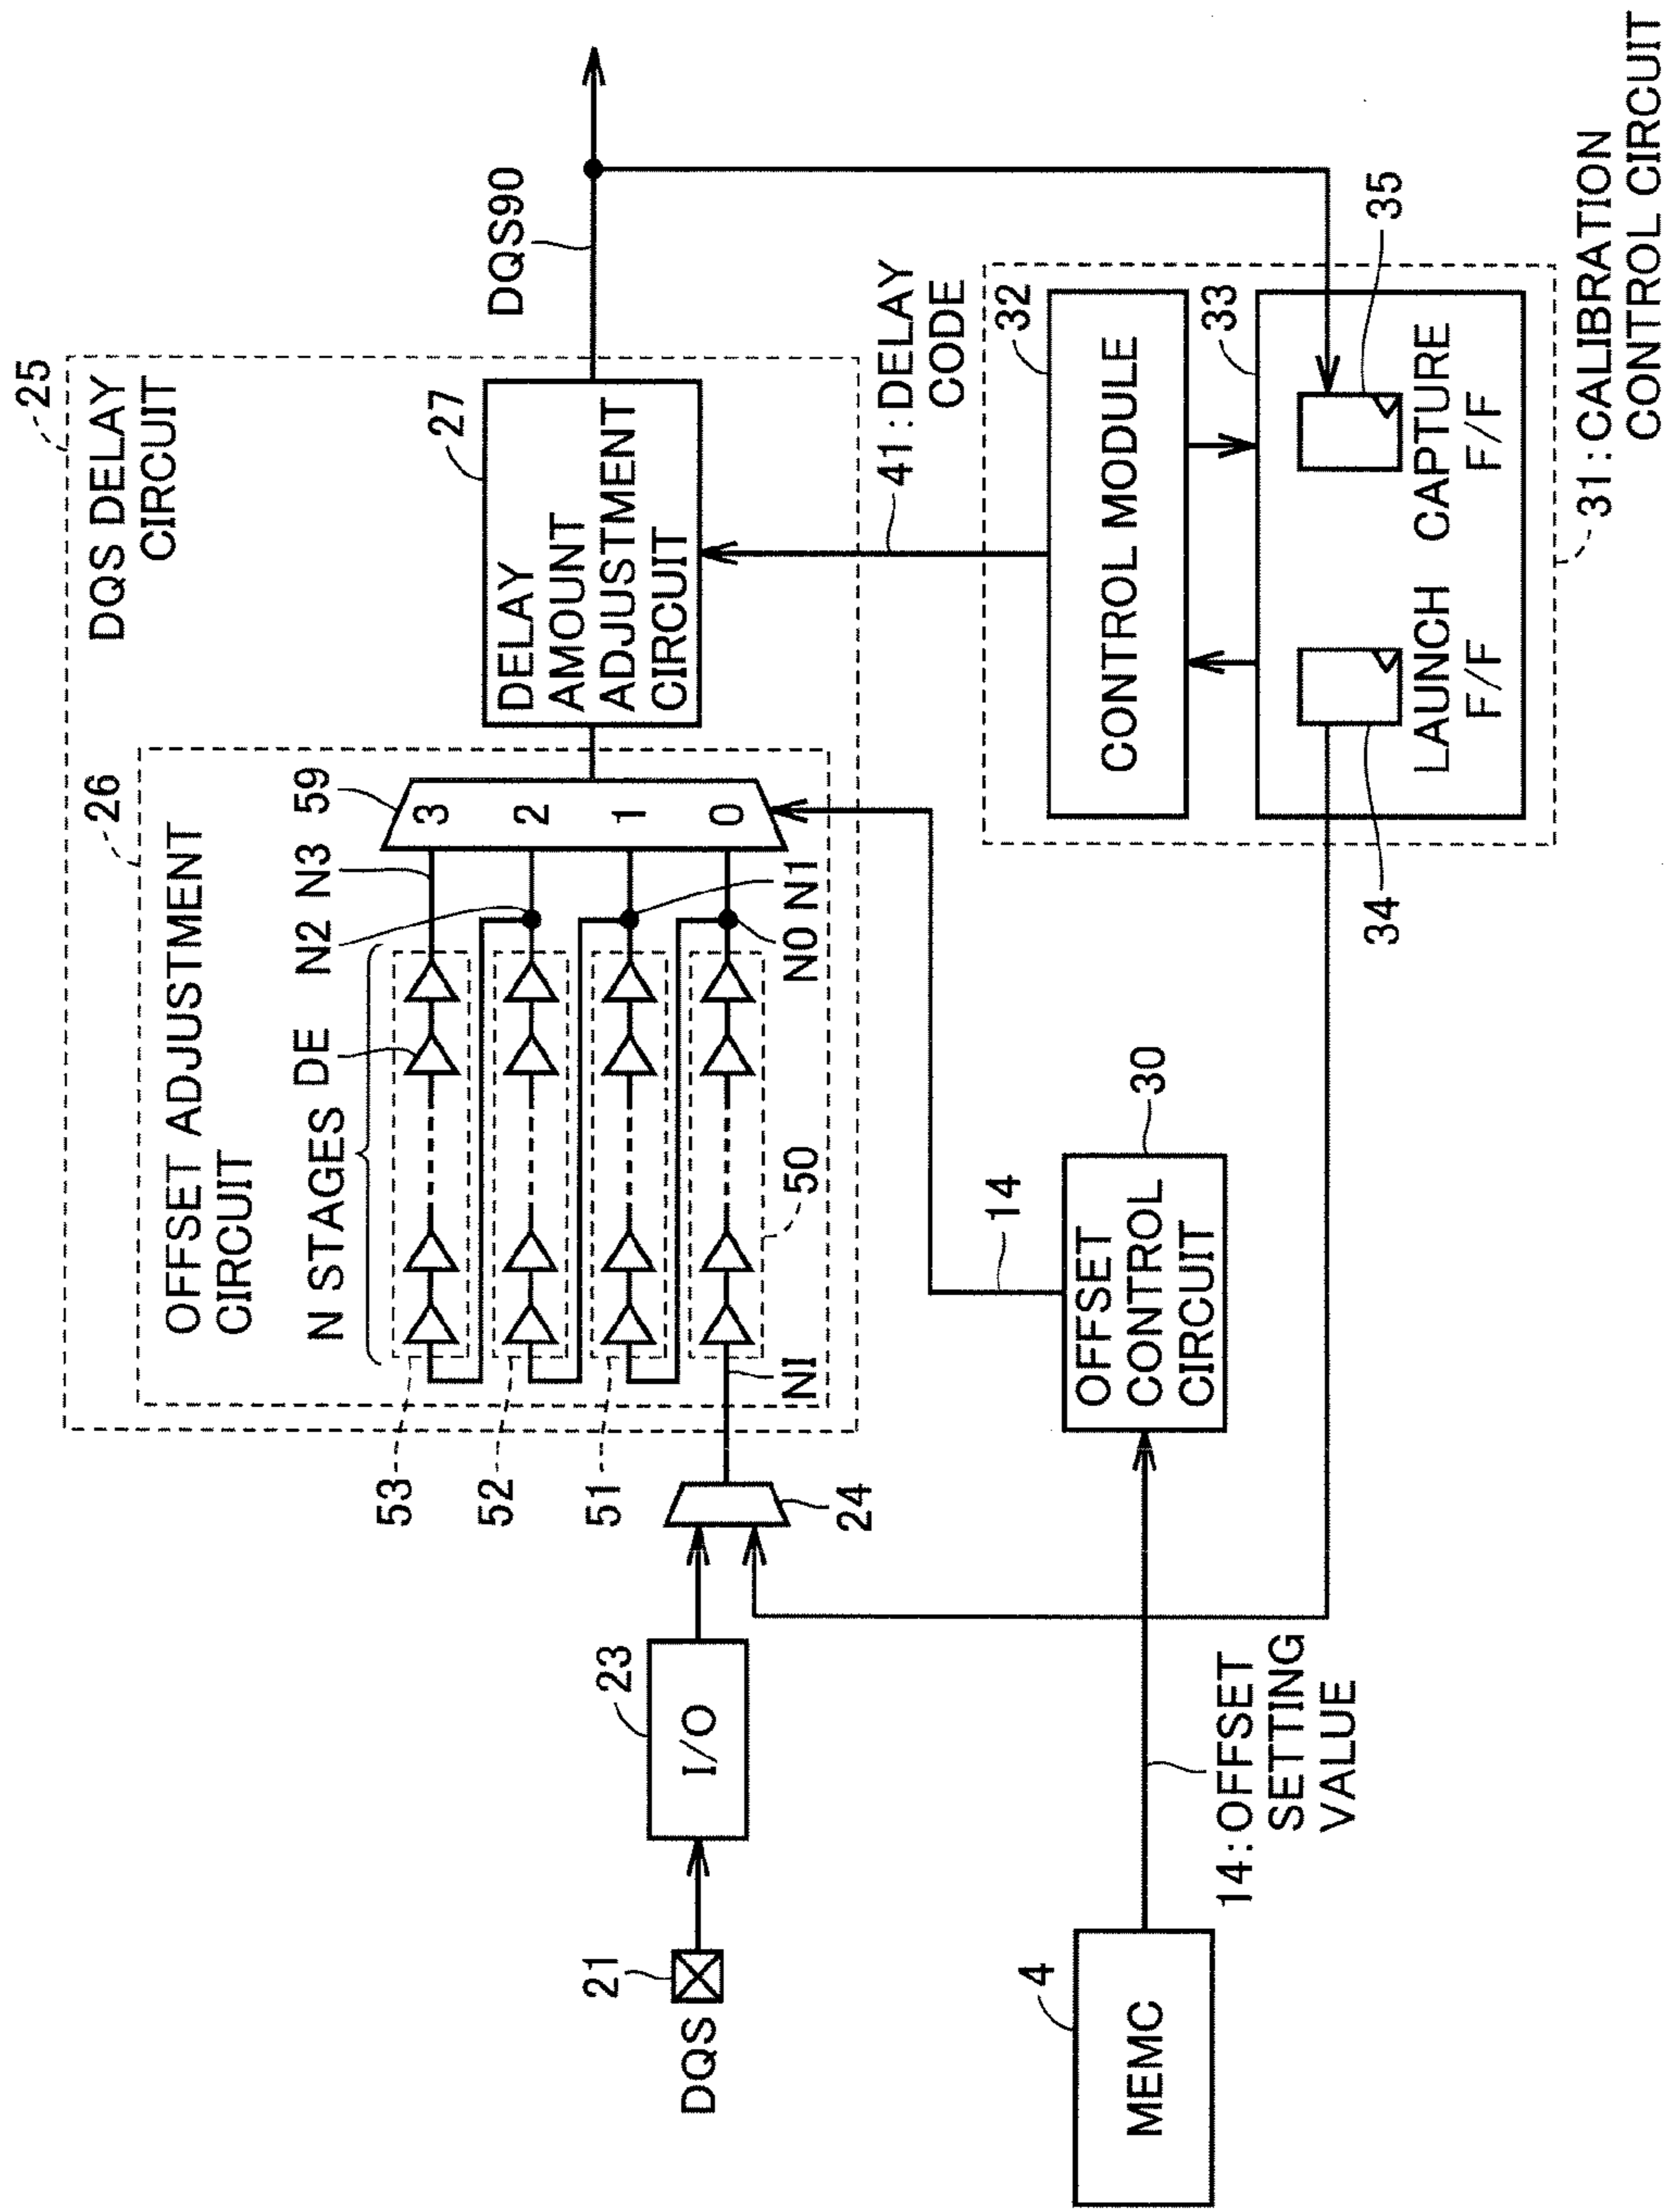 25
DQS DELAY
CIRCUIT
26
OFFSET ADJUSTMENT
CIRCUIT
N STAGES
DE
N2
N3
59
3
2
1
0
53
52
51
50
NI
N0
N1
27
DELAY
AMOUNT
ADJUSTMENT
CIRCUIT
DQS90
DQS
21
23
I/O
24
41:DELAY
CODE
14
30
OFFSET
CONTROL
CIRCUIT
32
CONTROL MODULE
33
34
LAUNCH
F/F
35
CAPTURE
F/F
31:CALIBRATION
CONTROL CIRCUIT
4
MEMC
14:OFFSET
SETTING
VALUE